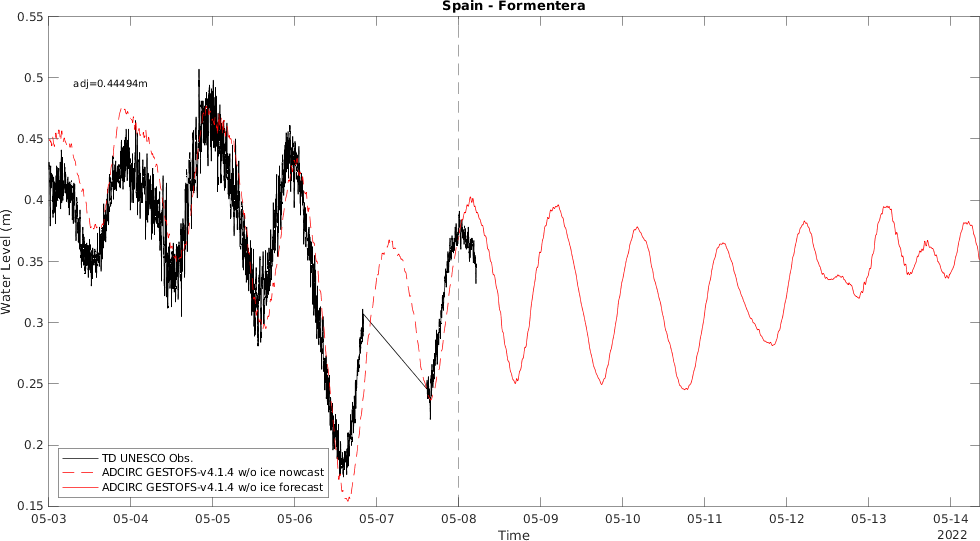 Spain - Formentera
0.55
0.5
0.45
0.4
0.35
0.3
0.25
0.2
0.15
Water Level (m)
adj=0.44494m
TD UNESCO Obs.
ADCIRC GESTOFS-v4.1.4 w/o ice nowcast
ADCIRC GESTOFS-v4.1.4 w/o ice forecast
05-03 05-04 05-05 05-06 05-07 05-08 05-09 05-10 05-11 05-12 05-13 05-14
Time
2022